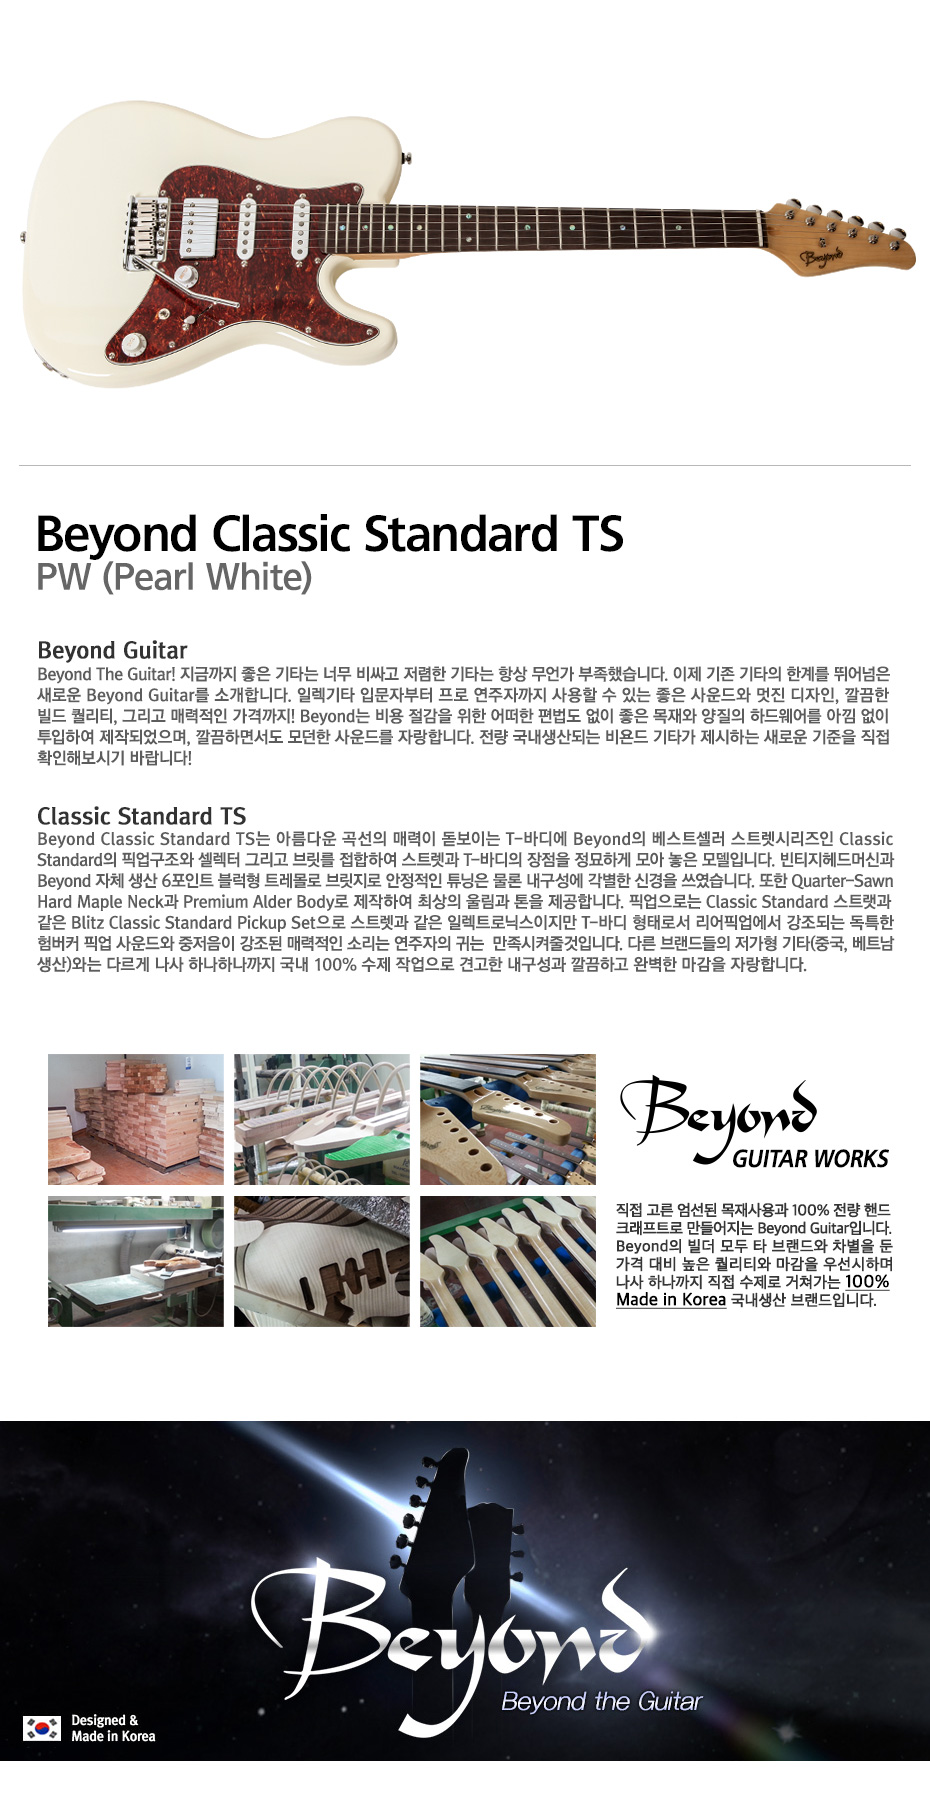 Beyond
Beyond Classic Standard TS
PW (Pearl White)
Beyond Guitar
Beyond The Guitar! 지금까지 좋은 기타는 너무 비싸고 저렴한 기타는 항상 무언가 부족했습니다. 이제 기존 기타의 한계를 뛰어넘은
새로운 Beyond Guitar를 소개합니다. 일렉기타 입문자부터 프로 연주자까지 사용할 수 있는 좋은 사운드와 멋진 디자인, 깔끔한
빌드 퀄리티, 그리고 매력적인 가격까지! Beyond는 비용 절감을 위한 어떠한 편법도 없이 좋은 목재와 양질의 하드웨어를 아낌 없이
투입하여 제작되었으며, 깔끔하면서도 모던한 사운드를 자랑합니다. 전량 국내생산되는 비욘드 기타가 제시하는 새로운 기준을 직접
확인해보시기 바랍니다!
Classic Standard TS
Beyond Classic Standard TS는 아름다운 곡선의 매력이 돋보이는 T-바디에 Beyond의 베스트셀러 스트렛시리즈인 Classic
Standard의 픽업구조와 셀렉터 그리고 브릿를 접합하여 스트렛과 T-바디의 장점을 정묘하게 모아 놓은 모델입니다. 빈티지헤드머신과
Beyond 자체 생산 6포인트 블럭형 트레몰로 브릿지로 안정적인 튜닝은 물론 내구성에 각별한 신경을 쓰였습니다. 또한 Quarter-Sawn
Hard Maple Neck과 Premium Alder Body로 제작하여 최상의 울림과 톤을 제공합니다. 픽업으로는 Classic Standard 스트랫과
같은 Blitz Classic Standard Pickup Set으로 스트렛과 같은 일렉트로닉스이지만 T-바디 형태로서 리어픽업에서 강조되는 독특한
험버커 픽업 사운드와 중저음이 강조된 매력적인 소리는 연주자의 귀는 만족시켜줄것입니다. 다른 브랜드들의 저가형 기타(중국, 베트남
생산)와는 다르게 나사 하나하나까지 국내 100% 수제 작업으로 견고한 내구성과 깔끔하고 완벽한 마감을 자랑합니다.
Beyond
GUITAR WORKS
직접 고른 엄선된 목재사용과 100% 전량 핸드
크래프트로 만들어지는 Beyond Guitar입니다.
Beyond의 빌더 모두 타 브랜드와 차별을 둔
가격 대비 높은 퀄리티와 마감을 우선시하며
나사 하나까지 직접 수제로 거쳐가는 100%
Made in Korea 국내생산 브랜드입니다.
Beyond
Beyond the Guitar
Designed &
Made in Korea